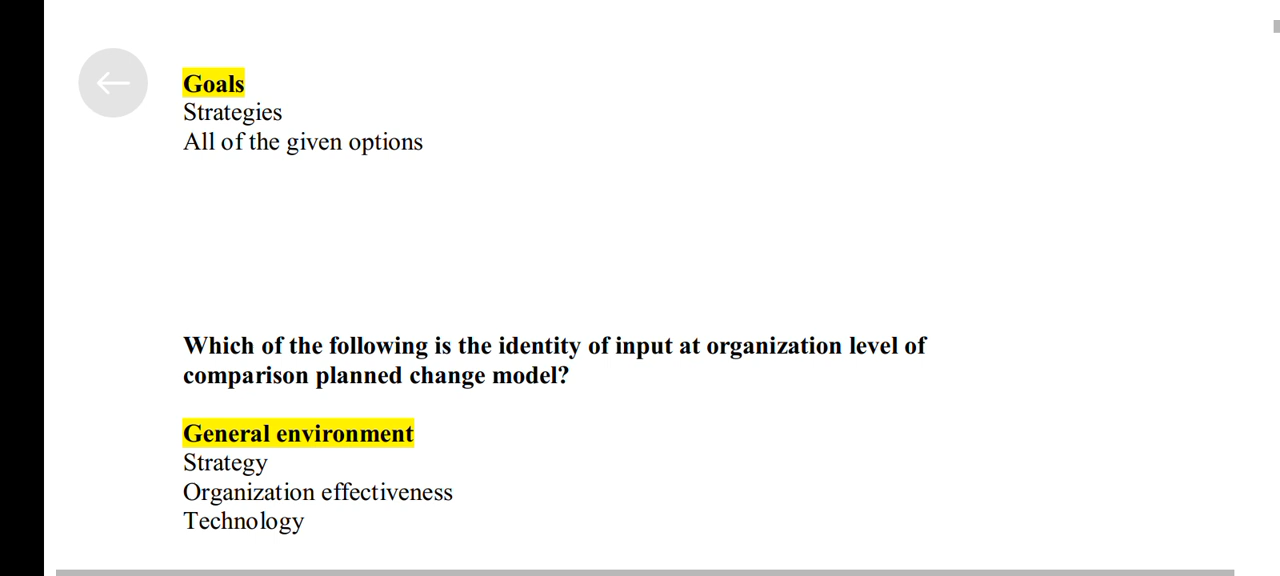 Goals
Strategies
All of the given options
Which of the following is the identity of input at organization level of
comparison planned change model?
General environment
Strategy
Organization effectiveness
Technology